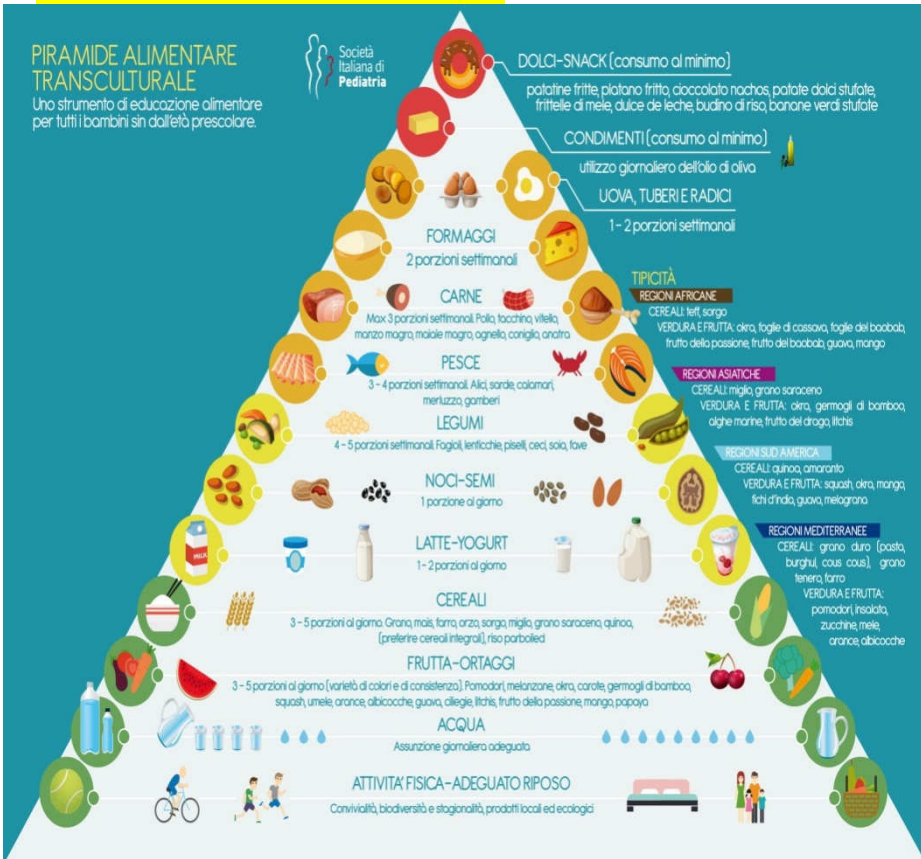 PIRAMIDE ALIMENTARE
TRANSCULTURALE
Uno strumento di educazione alimentare
per tutti i bambini sin dall'età prescolare.
Società
Italiana di
Pediatria
DOLCI-SNACK (consumo al minimo)
patatine fritte, platano fritto, cioccolato nachos, patate dolci stufate,
frittelle di mele, dulce de leche, budino di riso, banane verdi stufate
CONDIMENTI (consumo al minimo)
utilizzo giornaliero dell'olio di oliva
UOVA, TUBERI E RADICI
1 - 2 porzioni settimanali
FORMAGGI
2 porzioni settimanali
CARNE
Max 3 porzioni settimanali. Pollo, tacchino, vitello,
manzo magro, maiale magro, agnello, coniglio, anatra
PESCE
3 - 4 porzioni settimanali. Alici, sarde, calamari,
merluzzo, gamberi
LEGUMI
4 - 5 porzioni settimanali. Fagioli, lenticchie, piselli, ceci, soia, fave
NOCI-SEMI
1 porzione al giorno
LATTE-YOGURT
1 - 2 porzioni al giorno
MILK
CEREALI
3 - 5 porzioni al giorno. Grano, mais, farro, orzo, sorgo, miglio, grano saraceno, quinoa,
(preferire cereali integrali), riso parboiled
FRUTTA-ORTAGGI
3 - 5 porzioni al giorno (varietà di colori e di consistenza). Pomodori, melanzane, okra, carote, germogli di bamboo,
squash, umele, arance, albicocche, guava, ciliegie, litchis, frutto della passione, mango, papaya
ACQUA
Assunzione giornaliera adeguata
ATTIVITA' FISICA-ADEGUATO RIPOSO
Convivialità, biodiversità e stagionalità, prodotti locali ed ecologici
TIPICITÀ
REGIONI AFRICANE
CEREALI: teff, sorgo
VERDURA E FRUTTA: okra, foglie di cassava, foglie del baobab,
frutto della passione, frutto del baobab, guava, mango
REGIONI ASIATICHE
CEREALI: miglio, grano saraceno
VERDURA E FRUTTA: okra, germogli di bamboo,
alghe marine, frutto del drago, litchis
REGIONI SUD AMERICA
CEREALI: quinoa, amaranto
VERDURA E FRUTTA: squash, okra, mango,
fichi d'india, guava, melagrana
REGIONI MEDITERRANEE
CEREALI: grano duro (pasta,
burghul, cous cous), grano
tenero, farro
VERDURA E FRUTTA:
pomodori, insalata,
zucchine, mele,
arance, albicocche